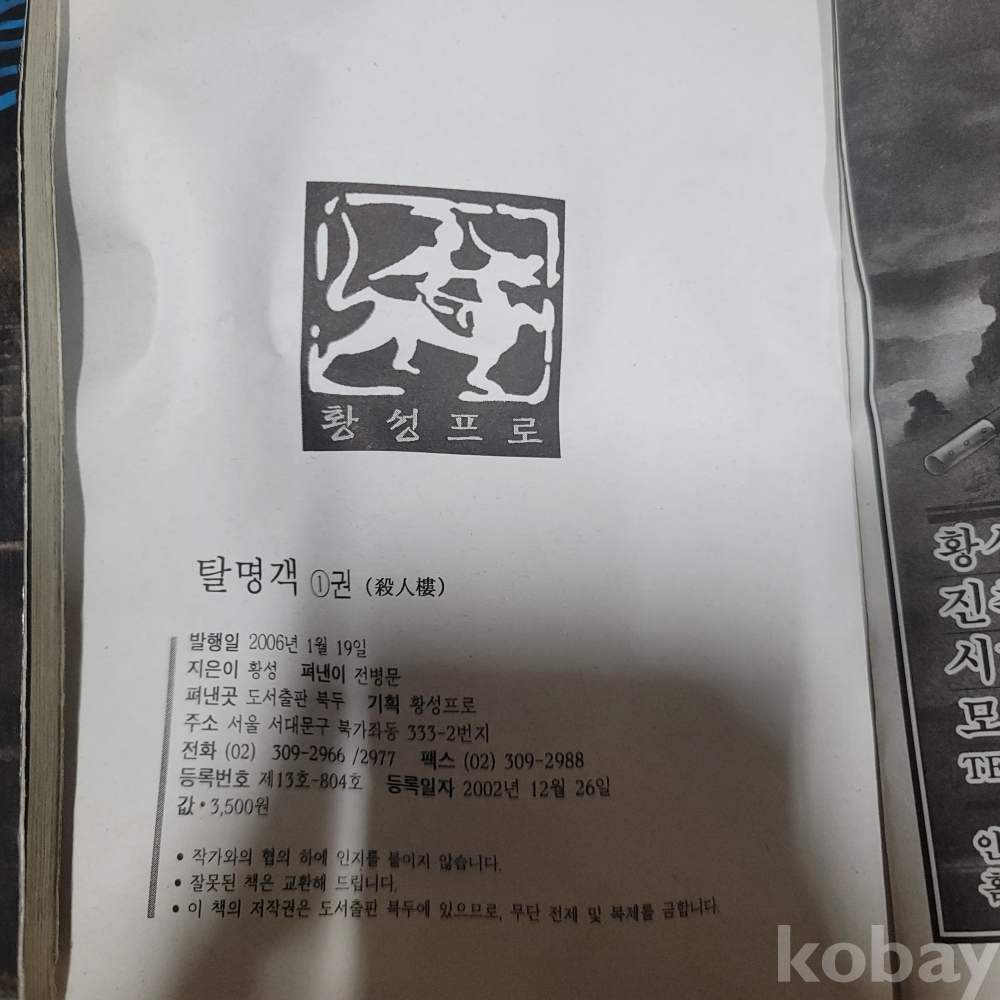 황성프로
탈명객 ①권 (殺人樓)
발행일 2006년 1월 19일
지은이 황성 펴낸이 전병문
펴낸곳 도서출판 북두 기획 황성프로
주소 서울 서대문구 북가좌동 333-2번지
전화 (02) 309-2966 /2977 팩스 (02) 309-2988
등록번호 제13호-804호 등록일자 2002년 12월 26일
값 • 3,500원
• 작가와의 협의 하에 인지를 붙이지 않습니다.
• 잘못된 책은 교환해 드립니다.
• 이 책의 저작권은 도서출판 북두에 있으므로, 무단 전제 및 복제를 금합니다.
황
진
시
모
TE
kobay